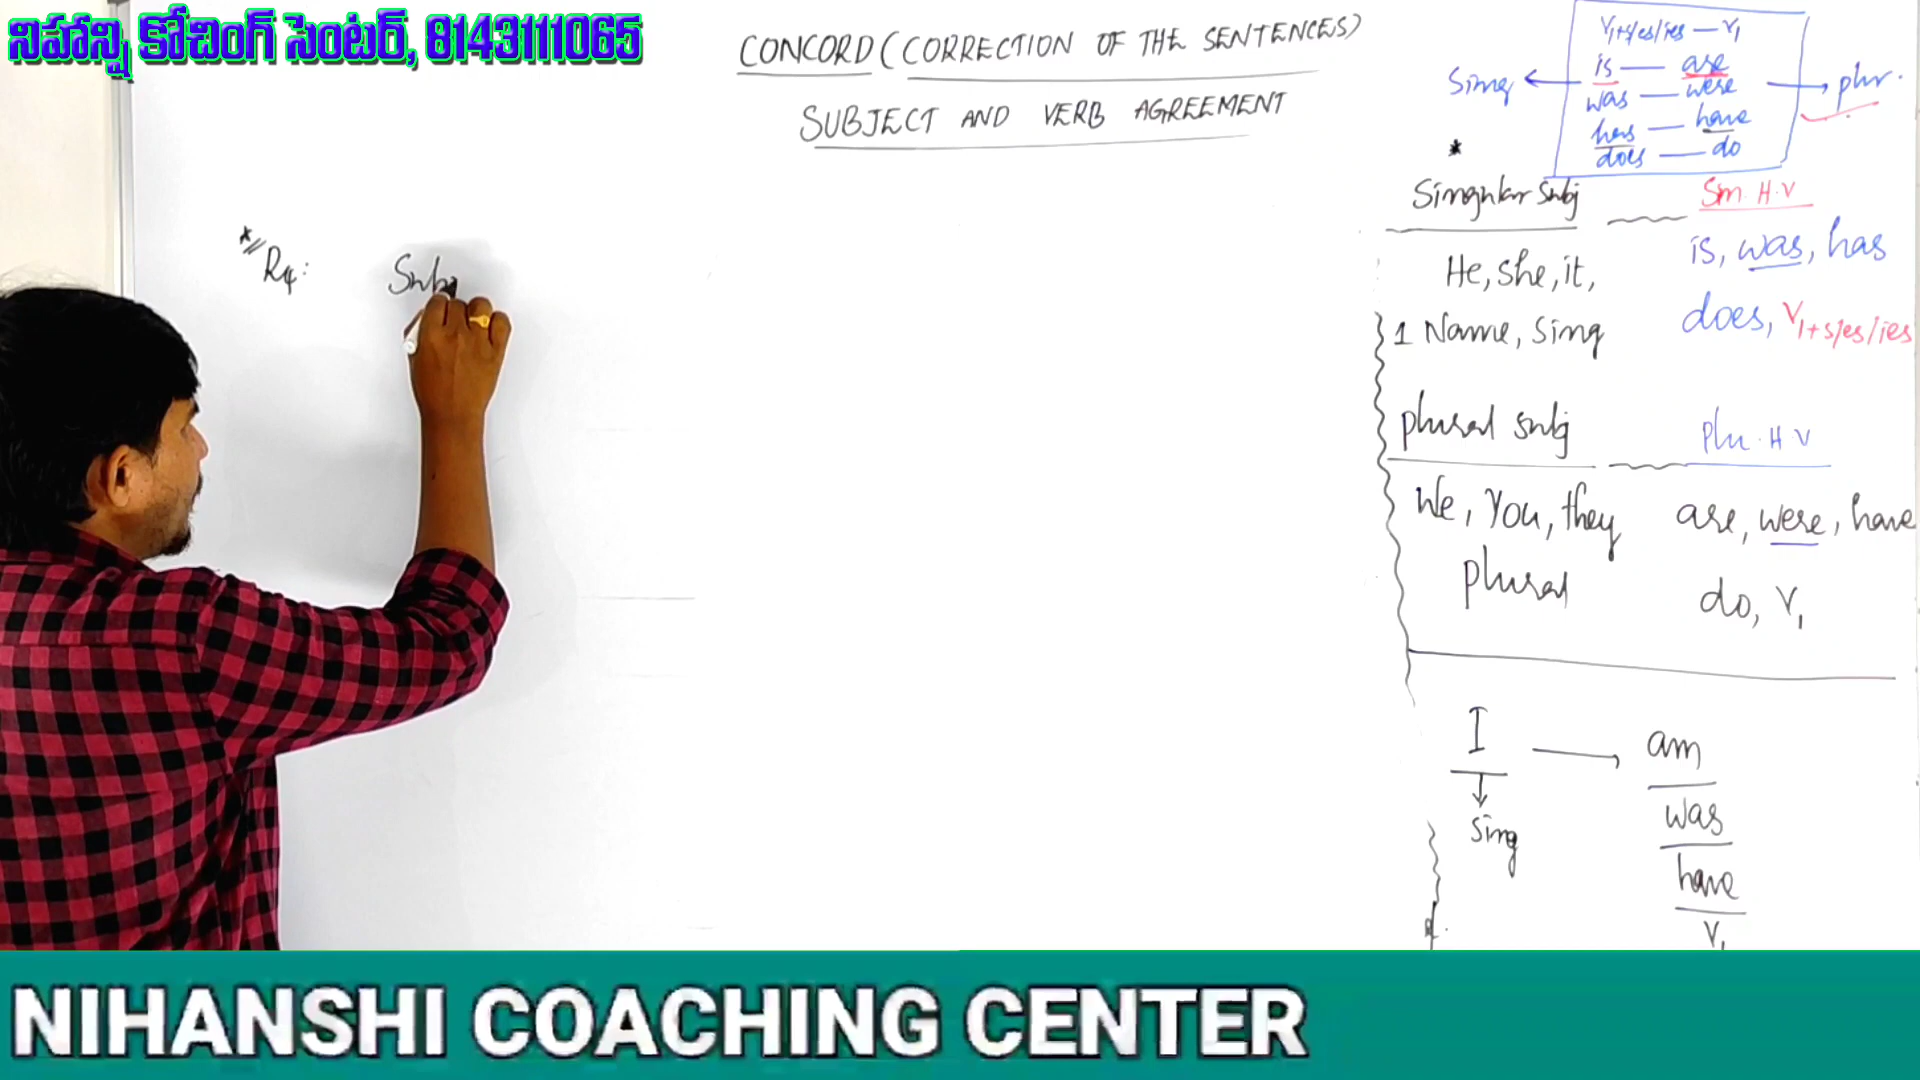 నిహాన్షి కోచింగ్ సెంటర్, 8143111065
CONCORD (CORRECTION OF THE SENTENCES)
SUBJECT AND VERB AGREEMENT
V1+s/es/ies — V1
is — are
was — were
has — have
does — do
Sing
plu.
*
Singular Subj
Sin. H.V
He, she, it,
is, was, has
1 Name, Sing
does, V1+s/es/ies
plural Subj
Plu. H V
We, You, they
are, were, have
plural
do, V1
I
am
Sing
was
have
V1
Subj
NIHANSHI COACHING CENTER